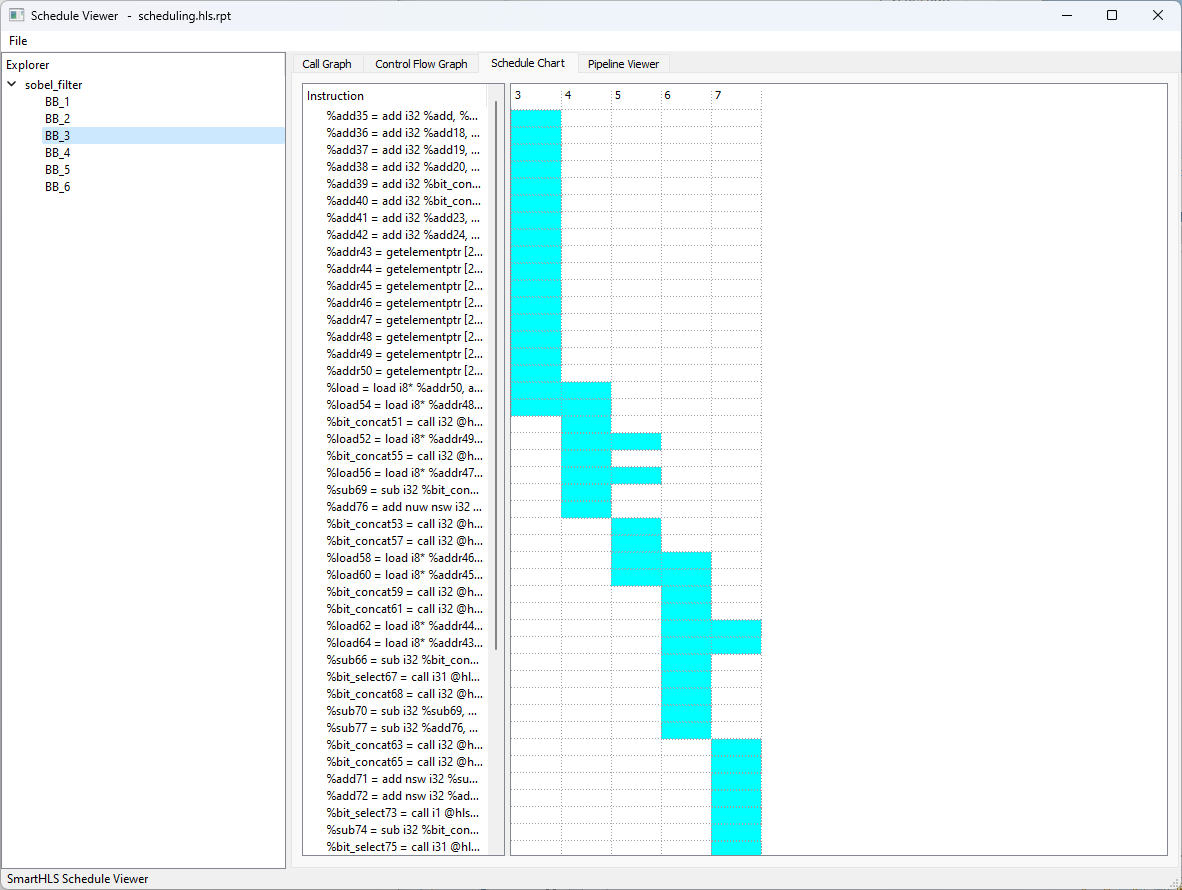 Schedule Viewer - scheduling.hls.rpt
File
Explorer
sobel_filter
BB_1
BB_2
BB_3
BB_4
BB_5
BB_6
Call Graph Control Flow Graph Schedule Chart Pipeline Viewer
Instruction 3 4 5 6 7
%add35 = add i32 %add, %...
%add36 = add i32 %add18, ...
%add37 = add i32 %add19, ...
%add38 = add i32 %add20, ...
%add39 = add i32 %bit_con...
%add40 = add i32 %bit_con...
%add41 = add i32 %add23, ...
%add42 = add i32 %add24, ...
%addr43 = getelementptr [2...
%addr44 = getelementptr [2...
%addr45 = getelementptr [2...
%addr46 = getelementptr [2...
%addr47 = getelementptr [2...
%addr48 = getelementptr [2...
%addr49 = getelementptr [2...
%addr50 = getelementptr [2...
%load = load i8* %addr50, a...
%load54 = load i8* %addr48...
%bit_concat51 = call i32 @h...
%load52 = load i8* %addr49...
%bit_concat55 = call i32 @h...
%load56 = load i8* %addr47...
%sub69 = sub i32 %bit_con...
%add76 = add nuw nsw i32 ...
%bit_concat53 = call i32 @h...
%bit_concat57 = call i32 @h...
%load58 = load i8* %addr46...
%load60 = load i8* %addr45...
%bit_concat59 = call i32 @h...
%bit_concat61 = call i32 @h...
%load62 = load i8* %addr44...
%load64 = load i8* %addr43...
%sub66 = sub i32 %bit_con...
%bit_select67 = call i31 @hl...
%bit_concat68 = call i32 @h...
%sub70 = sub i32 %sub69, ...
%sub77 = sub i32 %add76, ...
%bit_concat63 = call i32 @h...
%bit_concat65 = call i32 @h...
%add71 = add nsw i32 %su...
%add72 = add nsw i32 %ad...
%bit_select73 = call i1 @hls...
%sub74 = sub i32 %bit_con...
%bit_select75 = call i31 @hl...
SmartHLS Schedule Viewer